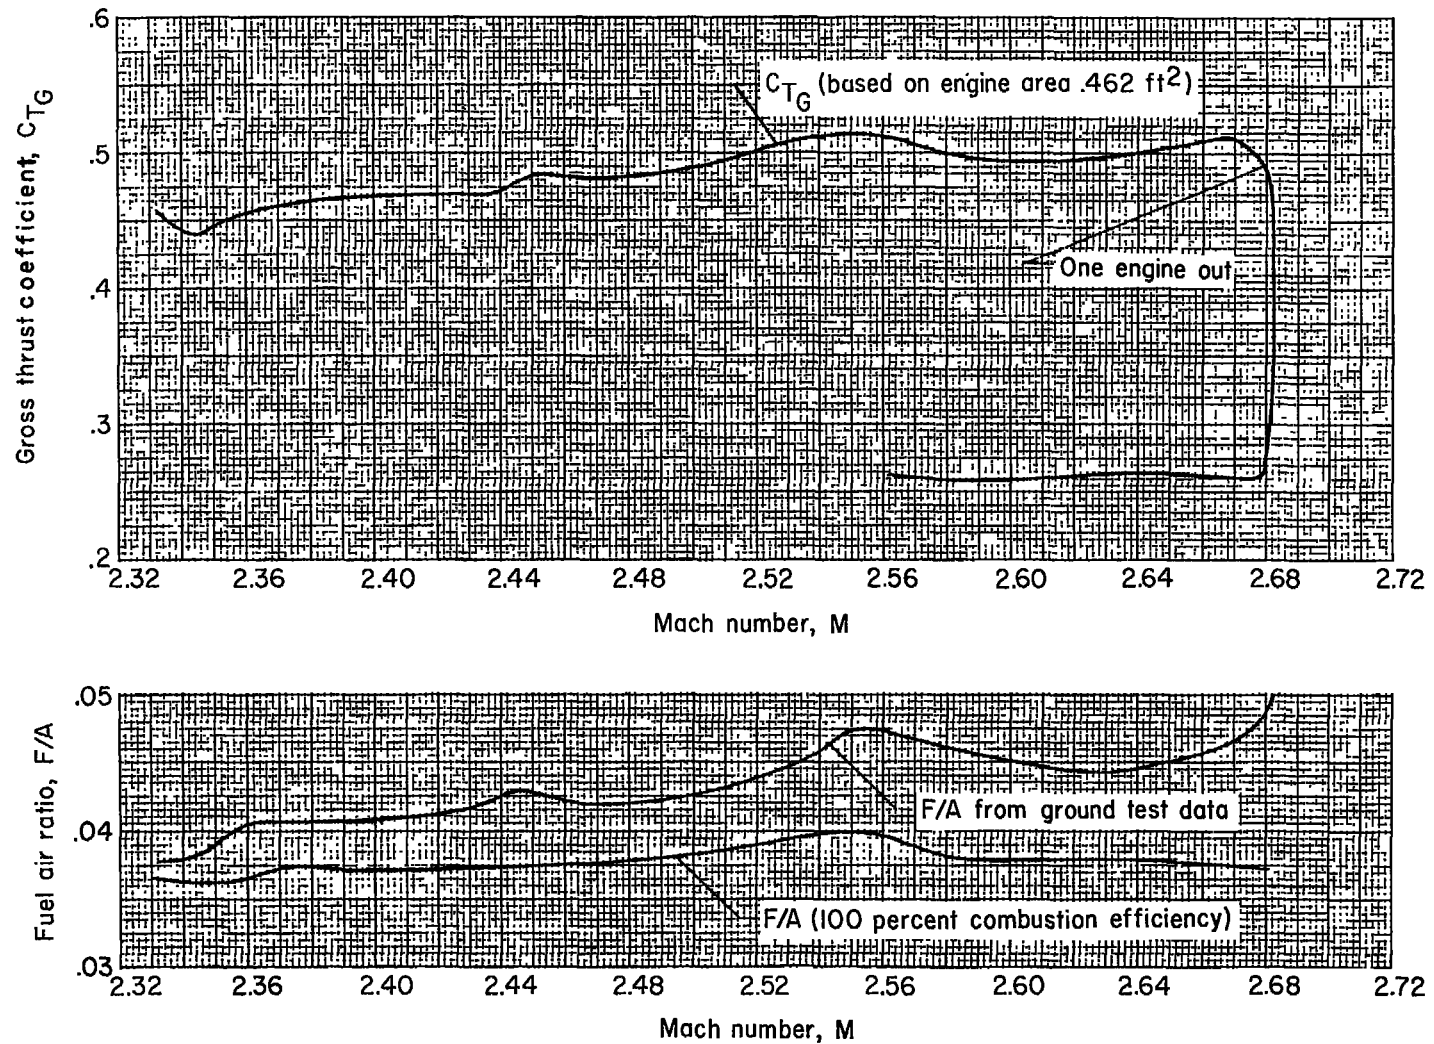 .6
.5
.4
.3
.2
Gross thrust coefficient, CTG
CTG (based on engine area .462 ft2)
One engine out
2.32 2.36 2.40 2.44 2.48 2.52 2.56 2.60 2.64 2.68 2.72
Mach number, M
.05
.04
.03
Fuel air ratio, F/A
F/A from ground test data
F/A (100 percent combustion efficiency)
2.32 2.36 2.40 2.44 2.48 2.52 2.56 2.60 2.64 2.68 2.72
Mach number, M